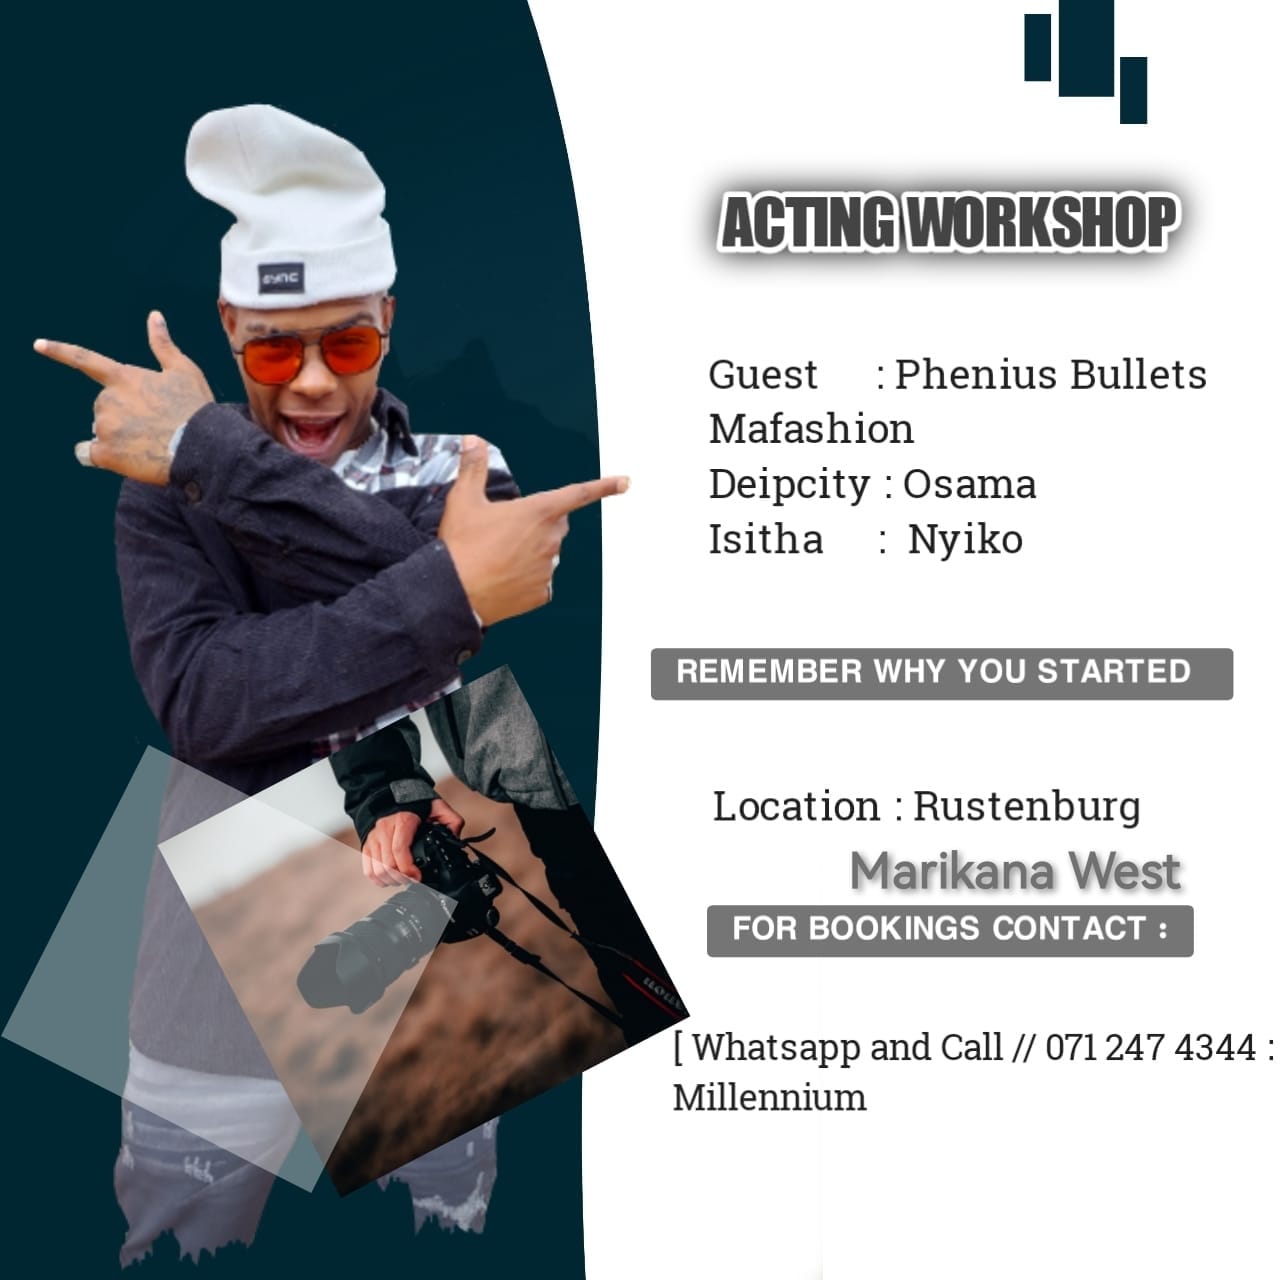 SYNC
ACTING WORKSHOP
Guest : Phenius Bullets
Mafashion
Deipcity : Osama
Isitha : Nyiko
REMEMBER WHY YOU STARTED
Location : Rustenburg
Marikana West
FOR BOOKINGS CONTACT :
[ Whatsapp and Call // 071 247 4344 :
Millennium